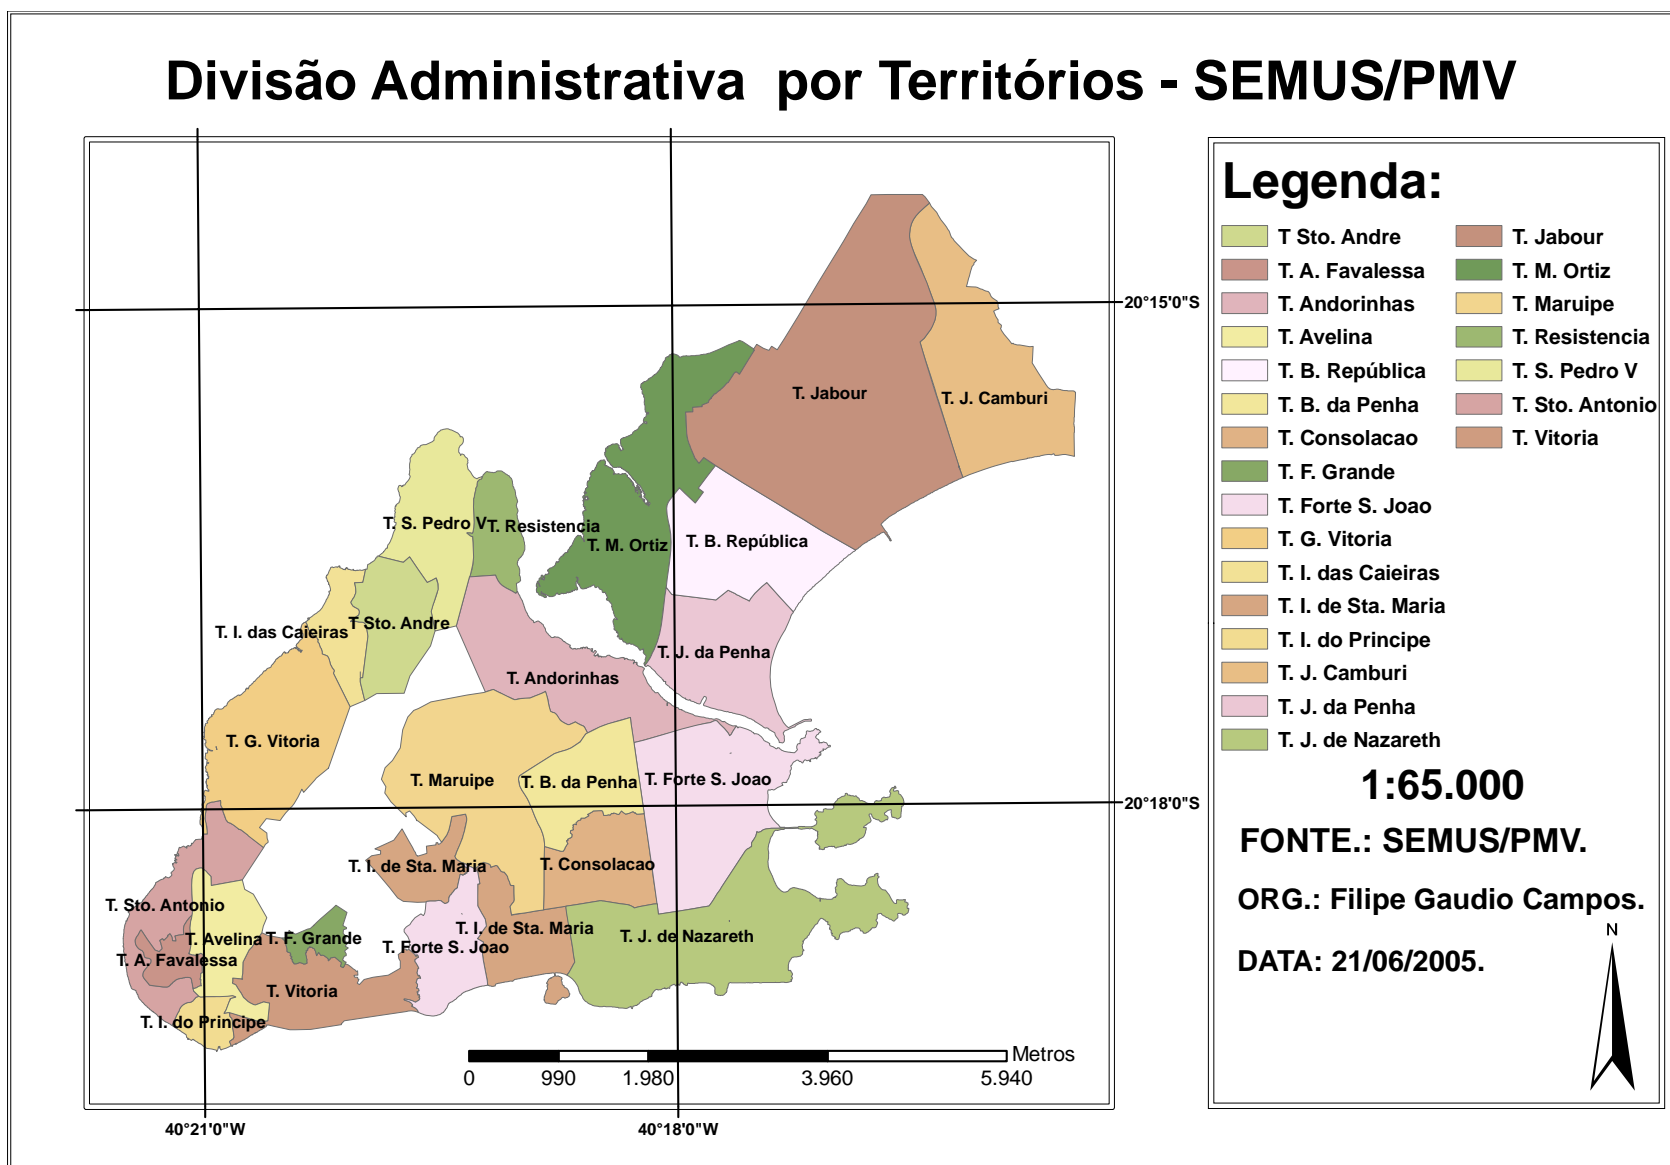 Divisão Administrativa  por Territórios - SEMUS/PMV
20°15'0"S
T. Jabour
T. J. Camburi
T. S. Pedro V
T. Resistencia
T. M. Ortiz
T. B. República
T. I. das Caieiras
T Sto. Andre
T. J. da Penha
T. Andorinhas
T. G. Vitoria
T. Maruipe
T. B. da Penha
T. Forte S. Joao
20°18'0"S
T. I. de Sta. Maria
T. Consolacao
T. Sto. Antonio
T. Avelina
T. F. Grande
T. Forte S. Joao
T. I. de Sta. Maria
T. J. de Nazareth
T. A. Favalessa
T. Vitoria
T. I. do Principe
Metros
0 990 1.980 3.960 5.940
40°21'0"W
40°18'0"W
Legenda:
T Sto. Andre
T. A. Favalessa
T. Andorinhas
T. Avelina
T. B. República
T. B. da Penha
T. Consolacao
T. F. Grande
T. Forte S. Joao
T. G. Vitoria
T. I. das Caieiras
T. I. de Sta. Maria
T. I. do Principe
T. J. Camburi
T. J. da Penha
T. J. de Nazareth
T. Jabour
T. M. Ortiz
T. Maruipe
T. Resistencia
T. S. Pedro V
T. Sto. Antonio
T. Vitoria
1:65.000
FONTE.: SEMUS/PMV.
ORG.: Filipe Gaudio Campos.
DATA: 21/06/2005.
N